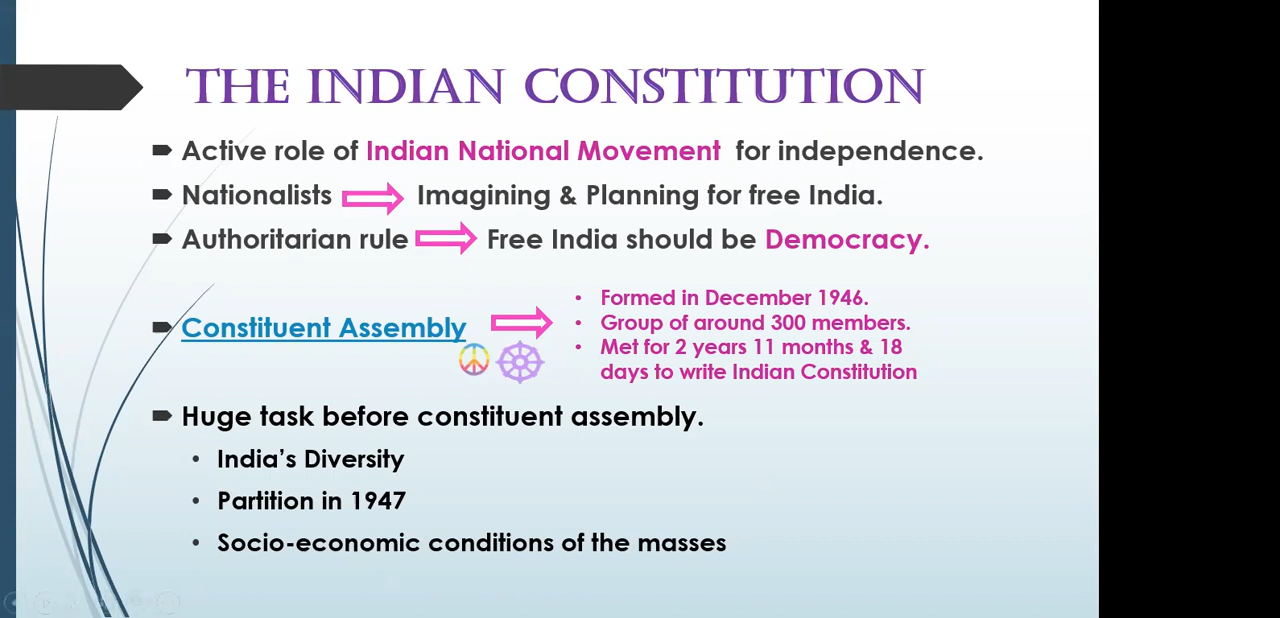 THE INDIAN CONSTITUTION
Active role of Indian National Movement for independence.
Nationalists Imagining & Planning for free India.
Authoritarian rule Free India should be Democracy.
Constituent Assembly
• Formed in December 1946.
• Group of around 300 members.
• Met for 2 years 11 months & 18
days to write Indian Constitution
Huge task before constituent assembly.
• India's Diversity
• Partition in 1947
• Socio-economic conditions of the masses